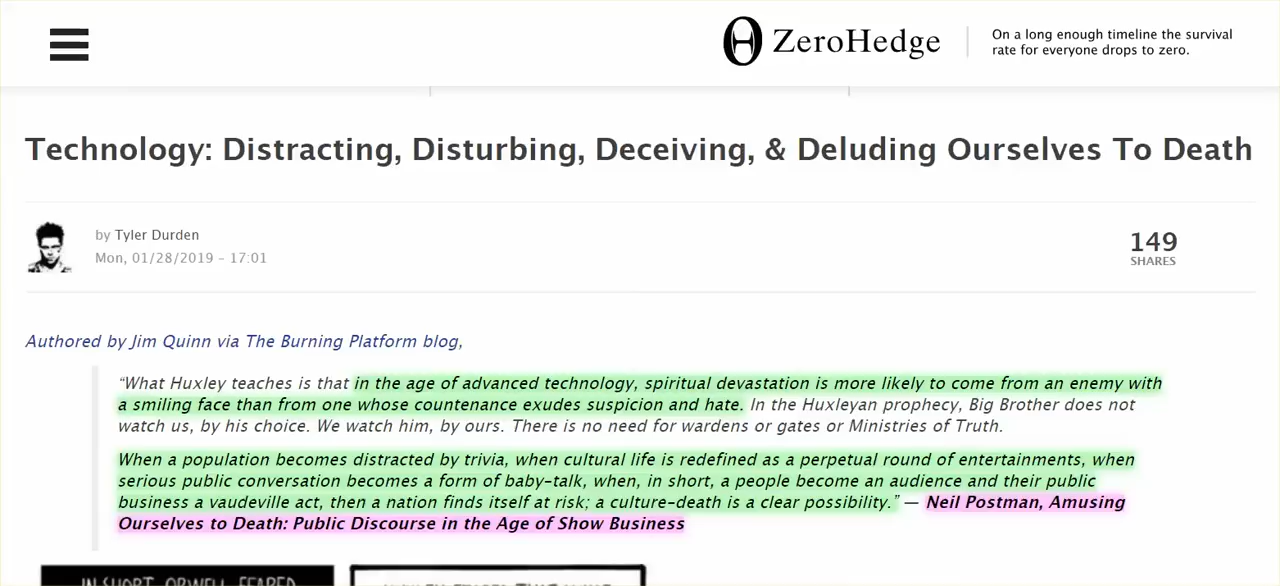 ZeroHedge
On a long enough timeline the survival
rate for everyone drops to zero.
Technology: Distracting, Disturbing, Deceiving, & Deluding Ourselves To Death
by Tyler Durden
Mon, 01/28/2019 - 17:01
149
SHARES
Authored by Jim Quinn via The Burning Platform blog,
“What Huxley teaches is that in the age of advanced technology, spiritual devastation is more likely to come from an enemy with
a smiling face than from one whose countenance exudes suspicion and hate. In the Huxleyan prophecy, Big Brother does not
watch us, by his choice. We watch him, by ours. There is no need for wardens or gates or Ministries of Truth.
When a population becomes distracted by trivia, when cultural life is redefined as a perpetual round of entertainments, when
serious public conversation becomes a form of baby-talk, when, in short, a people become an audience and their public
business a vaudeville act, then a nation finds itself at risk; a culture-death is a clear possibility.” — Neil Postman, Amusing
Ourselves to Death: Public Discourse in the Age of Show Business
IN SHORT, ORWELL FEARED